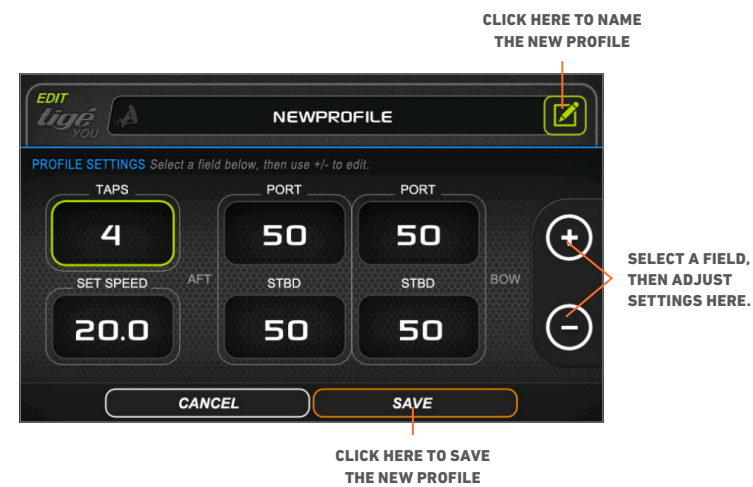 CLICK HERE TO NAME
THE NEW PROFILE
EDIT
tigé
YOU
NEWPROFILE
PROFILE SETTINGS Select a field below, then use +/- to edit.
TAPS
PORT
PORT
4
50
50
+
SET SPEED
AFT
STBD
STBD
BOW
SELECT A FIELD,
THEN ADJUST
SETTINGS HERE.
20.0
50
50
-
CANCEL
SAVE
CLICK HERE TO SAVE
THE NEW PROFILE